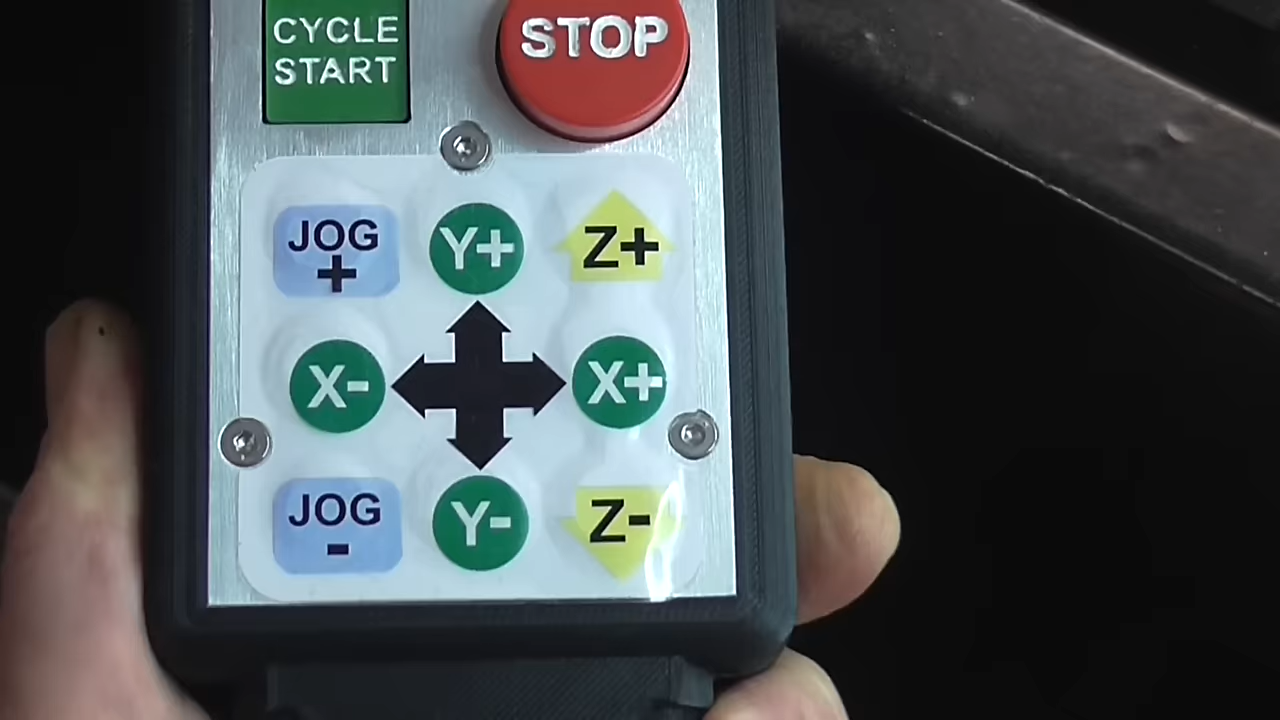 CYCLE
START
STOP
JOG
+
Y+
Z+
X-
X+
JOG
-
Y-
Z-